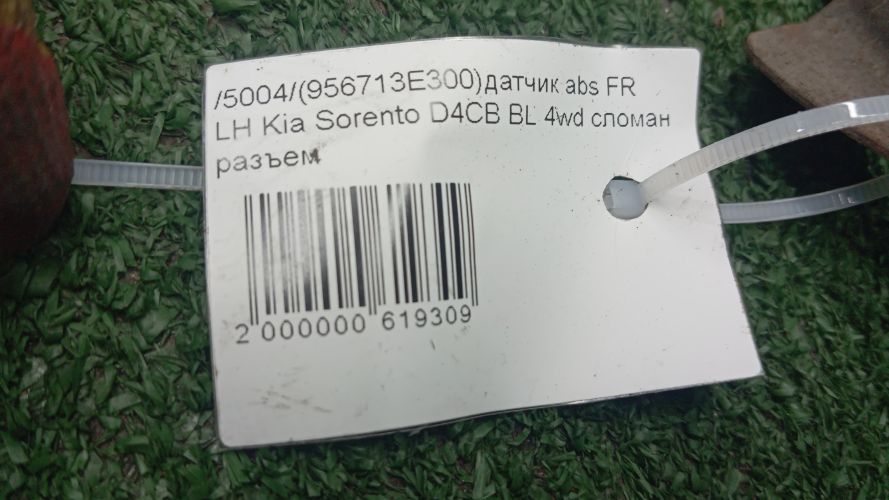 /5004/(956713E300)датчик abs FR
LH Kia Sorento D4CB BL 4wd сломан
разъем
2 000000 619309